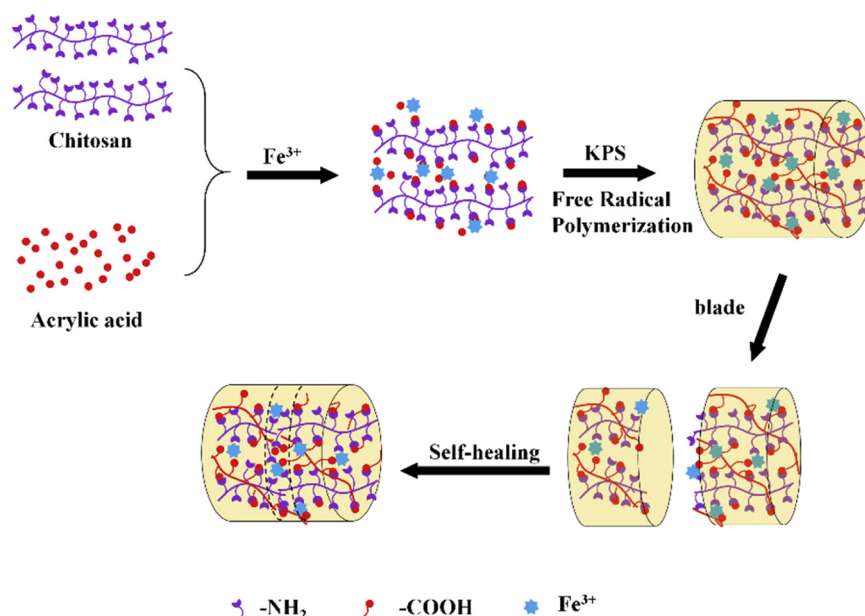 Chitosan
Acrylic acid
Fe³⁺
KPS
Free Radical
Polymerization
blade
Self-healing
-NH₂
-COOH
Fe³⁺